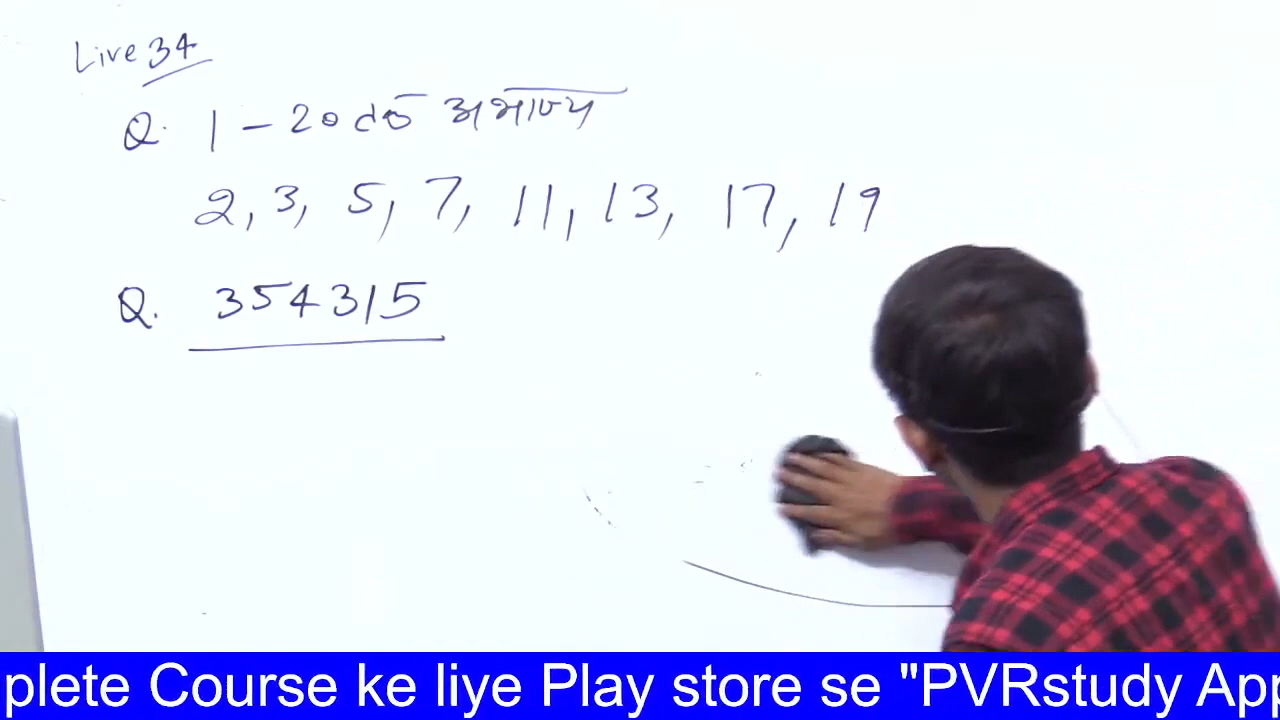 Live 34
Q. 1 - 20 तक अभाज्य
2, 3, 5, 7, 11, 13, 17, 19
Q. 354315
plete Course ke liye Play store se "PVRstudy App